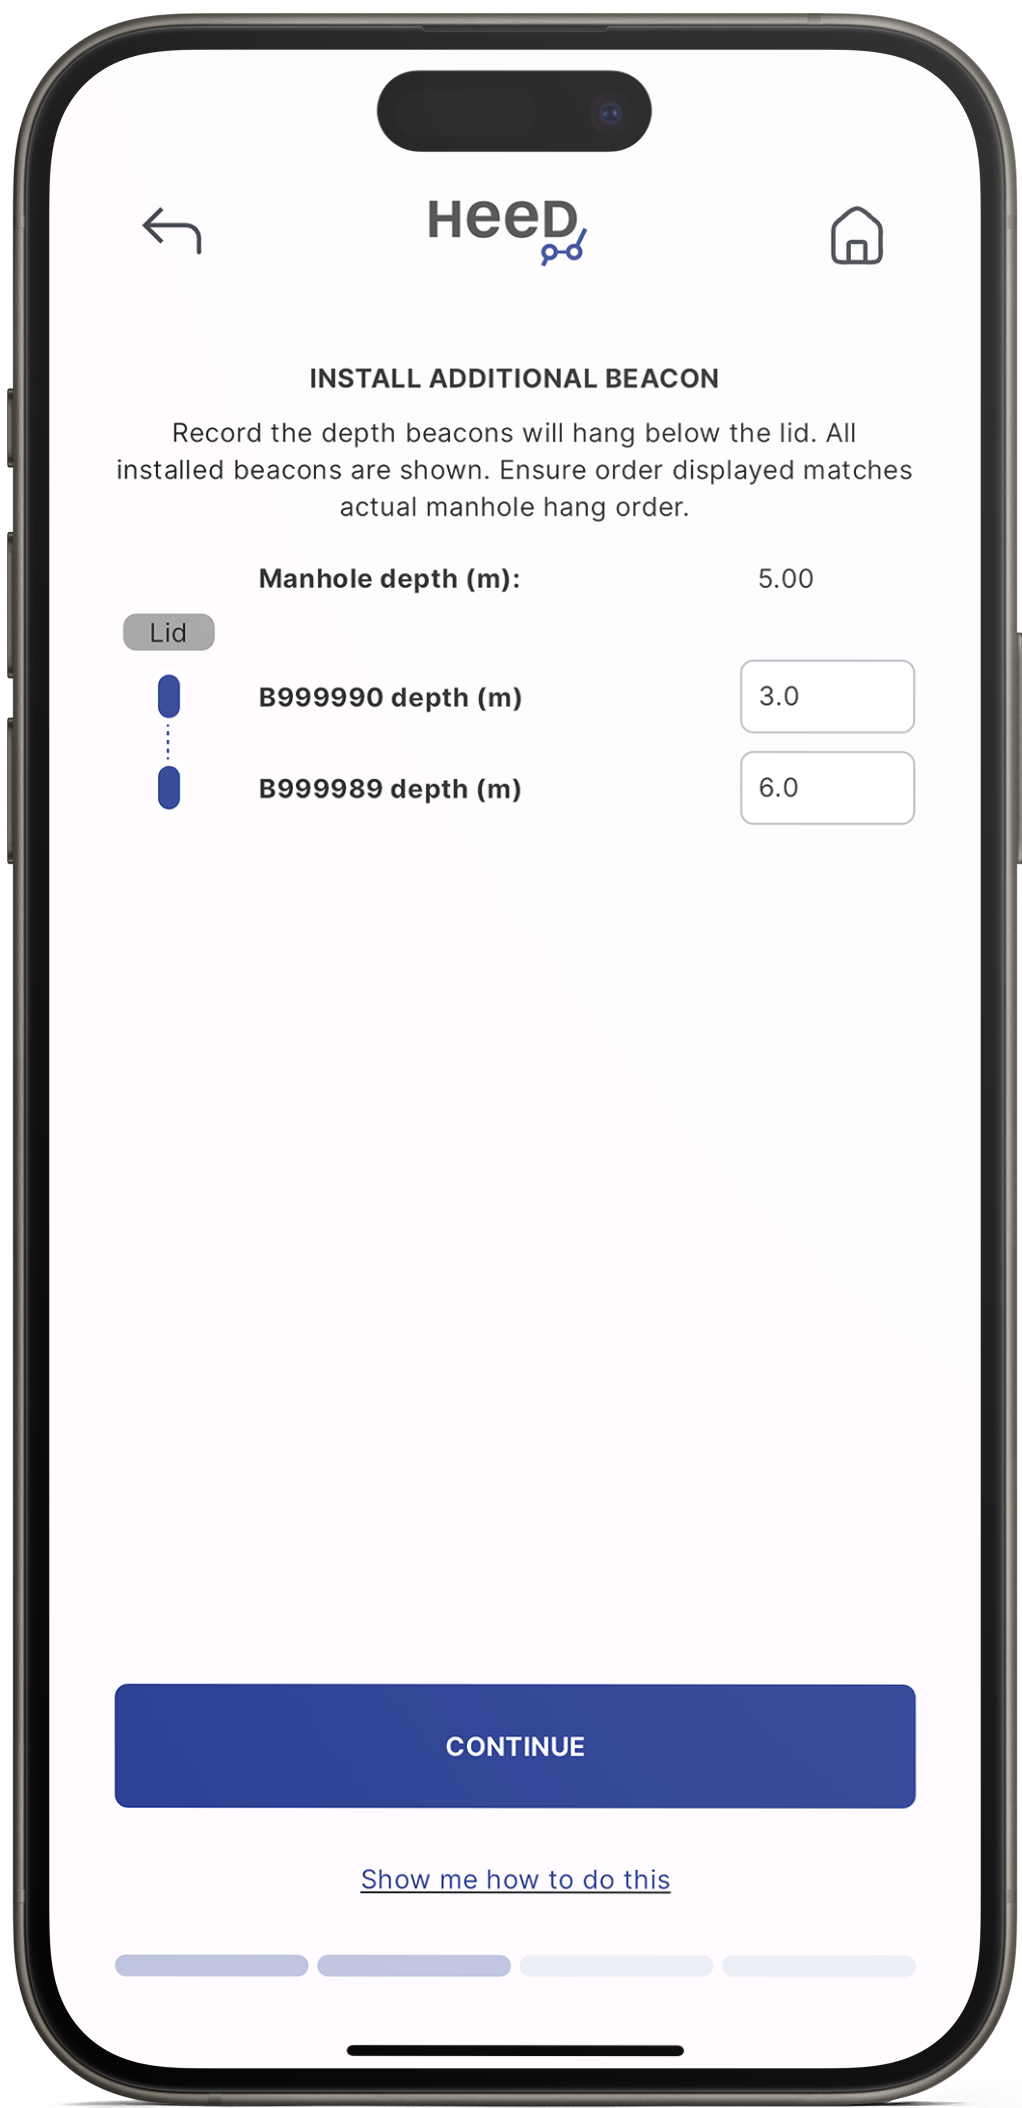 HeeD
INSTALL ADDITIONAL BEACON
Record the depth beacons will hang below the lid. All
installed beacons are shown. Ensure order displayed matches
actual manhole hang order.
Manhole depth (m): 5.00
Lid
B999990 depth (m) 3.0
B999989 depth (m) 6.0
CONTINUE
Show me how to do this